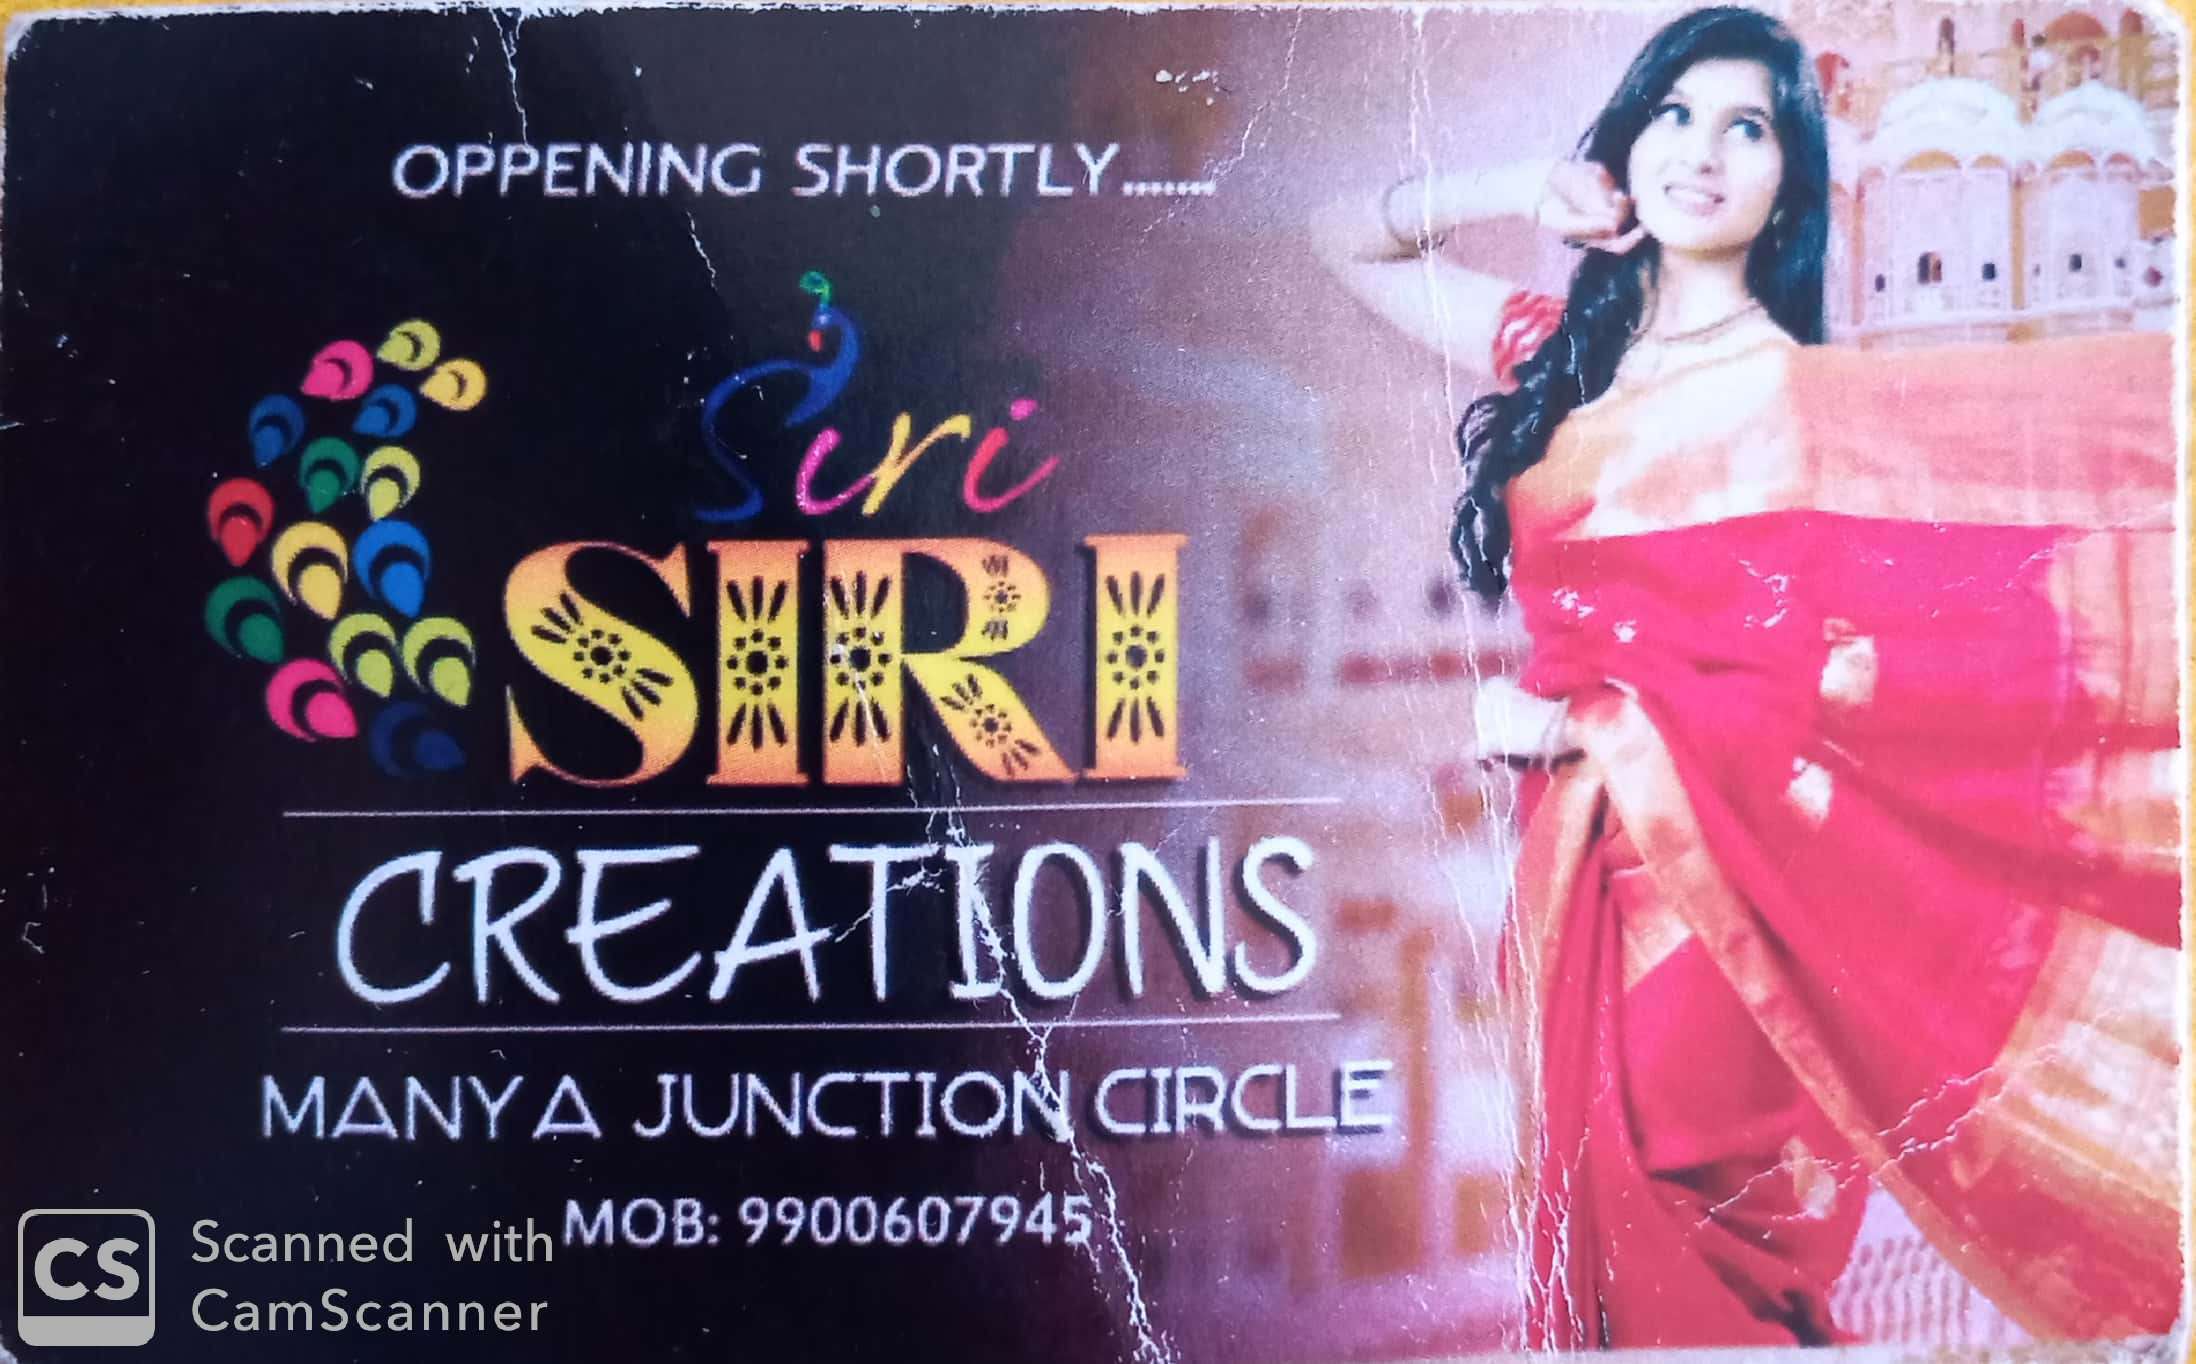 OPPENING SHORTLY.......
Siri
SIRI
CREATIONS
MANYA JUNCTION CIRCLE
MOB: 9900607945
CS
Scanned with
CamScanner